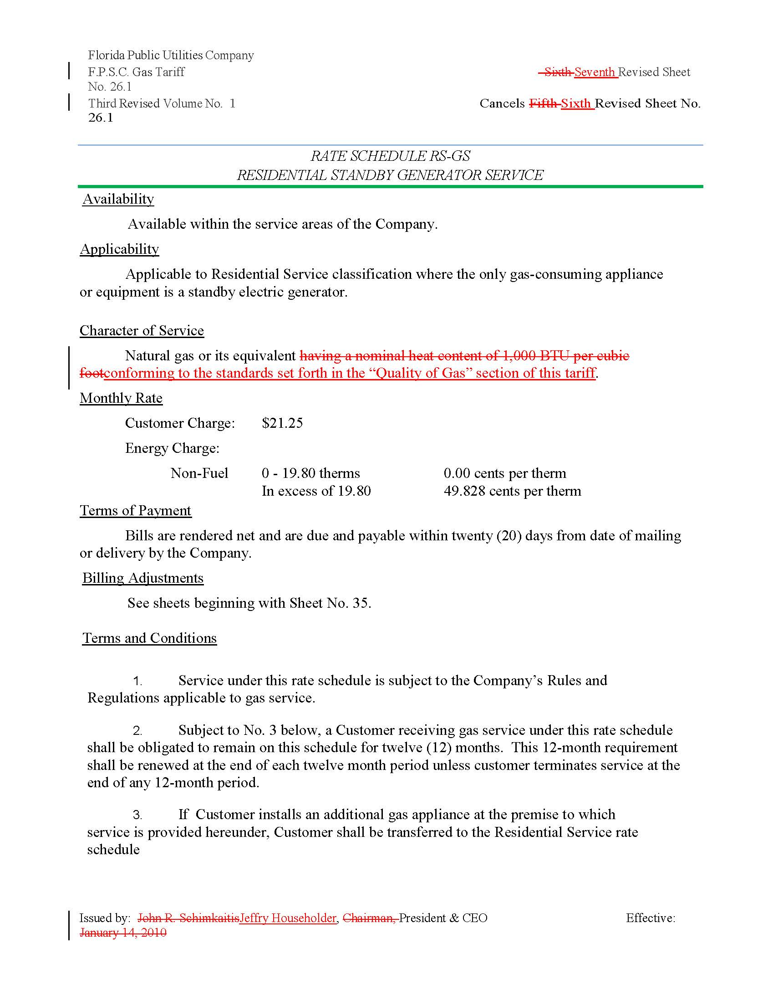 Florida Public Utilities Company
F.P.S.C. Gas Tariff Sixth Seventh Revised Sheet
No. 26.1
Third Revised Volume No. 1 Cancels Fifth Sixth Revised Sheet No.
26.1
RATE SCHEDULE RS-GS
RESIDENTIAL STANDBY GENERATOR SERVICE
Availability
Available within the service areas of the Company.
Applicability
Applicable to Residential Service classification where the only gas-consuming appliance
or equipment is a standby electric generator.
Character of Service
Natural gas or its equivalent having a nominal heat content of 1,000 BTU per cubic
footconforming to the standards set forth in the “Quality of Gas” section of this tariff.
Monthly Rate
Customer Charge: $21.25
Energy Charge:
Non-Fuel 0 - 19.80 therms 0.00 cents per therm
In excess of 19.80 49.828 cents per therm
Terms of Payment
Bills are rendered net and are due and payable within twenty (20) days from date of mailing
or delivery by the Company.
Billing Adjustments
See sheets beginning with Sheet No. 35.
Terms and Conditions
1. Service under this rate schedule is subject to the Company’s Rules and
Regulations applicable to gas service.
2. Subject to No. 3 below, a Customer receiving gas service under this rate schedule
shall be obligated to remain on this schedule for twelve (12) months. This 12-month requirement
shall be renewed at the end of each twelve month period unless customer terminates service at the
end of any 12-month period.
3. If Customer installs an additional gas appliance at the premise to which
service is provided hereunder, Customer shall be transferred to the Residential Service rate
schedule
Issued by: John R. SchimkaitisJeffry Householder, Chairman, President & CEO Effective:
January 14, 2010